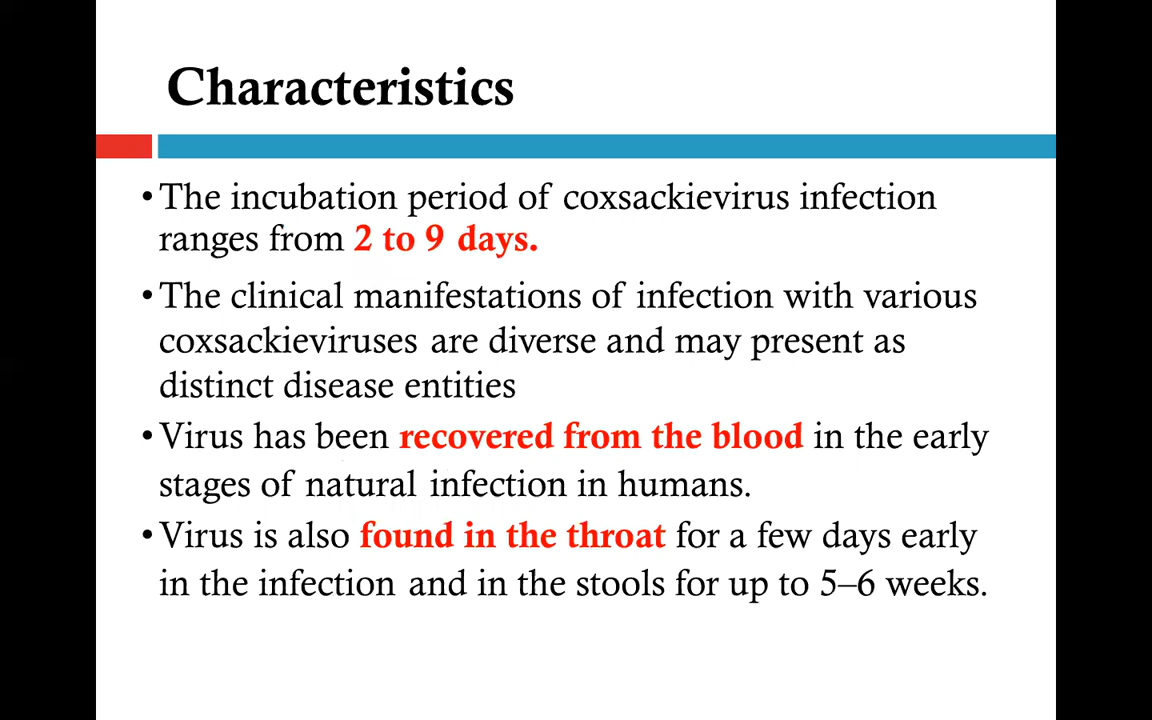 Characteristics
•The incubation period of coxsackievirus infection
ranges from 2 to 9 days.
•The clinical manifestations of infection with various
coxsackieviruses are diverse and may present as
distinct disease entities
•Virus has been recovered from the blood in the early
stages of natural infection in humans.
•Virus is also found in the throat for a few days early
in the infection and in the stools for up to 5–6 weeks.